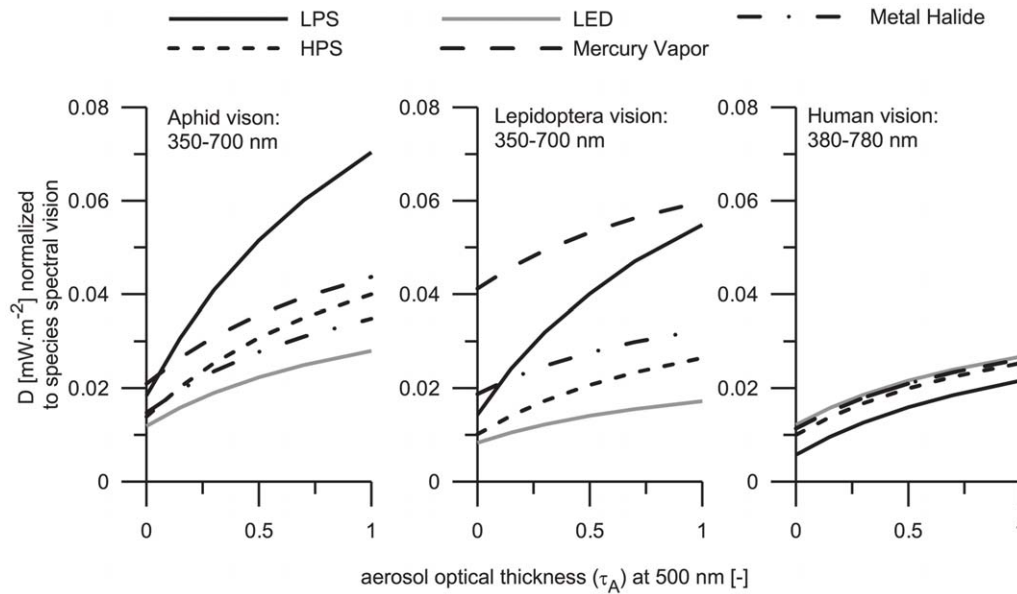 LPS
LED
Metal Halide
HPS
Mercury Vapor
D [mW·m-2] normalized
to species spectral vision
0.08
0.06
0.04
0.02
0
Aphid vison:
350-700 nm
0
0.5
1
0.08
0.06
0.04
0.02
0
Lepidoptera vision:
350-700 nm
0
0.5
1
0.08
0.06
0.04
0.02
0
Human vision:
380-780 nm
0
0.5
1
aerosol optical thickness (τA) at 500 nm [-]